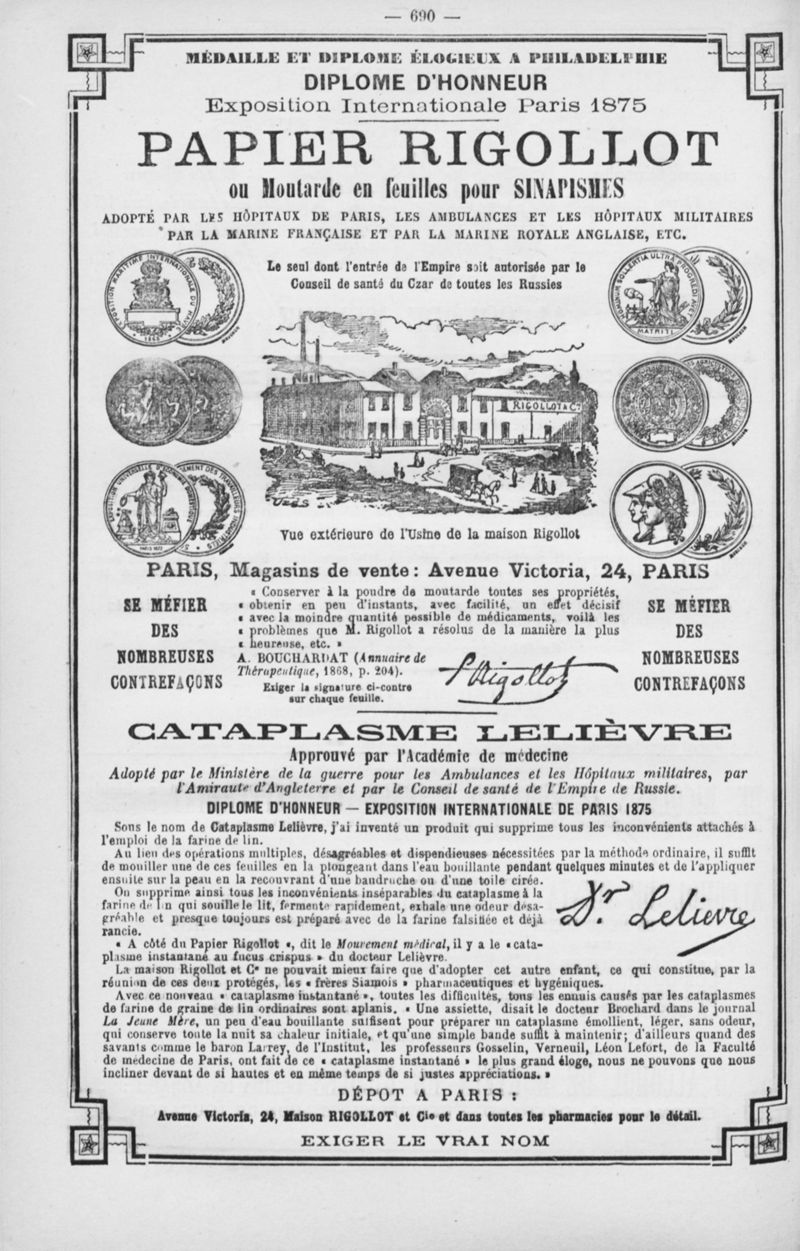 — 690 —
MÉDAILLE ET DIPLOME ÉLOGIEUX A PHILADELPHIE
DIPLOME D'HONNEUR
Exposition Internationale Paris 1875
PAPIER RIGOLLOT
ou Moutarde en feuilles pour SINAPISMES
ADOPTÉ PAR LES HÔPITAUX DE PARIS, LES AMBULANCES ET LES HÔPITAUX MILITAIRES
PAR LA MARINE FRANÇAISE ET PAR LA MARINE ROYALE ANGLAISE, ETC.
Le seul dont l'entrée de l'Empire soit autorisée par le
Conseil de santé du Czar de toutes les Russies
EXPOSITION MARITIME INTERNATIONALE DU HAVRE
1868
MATRITI
RIGOLLOT & Cie
Vue extérieure de l'Usine de la maison Rigollot
PARIS, Magasins de vente : Avenue Victoria, 24, PARIS
SE MÉFIER
DES
NOMBREUSES
CONTREFAÇONS
« Conserver à la poudre de moutarde toutes ses propriétés,
« obtenir en peu d'instants, avec facilité, un effet décisif
« avec la moindre quantité possible de médicaments, voilà les
« problèmes que M. Rigollot a résolus de la manière la plus
« heureuse, etc. »
A. BOUCHARDAT (Annuaire de
Thérapeutique, 1868, p. 204).
Exiger la signature ci-contre
sur chaque feuille.
P Rigollot
SE MÉFIER
DES
NOMBREUSES
CONTREFAÇONS
CATAPLASME LELIÈVRE
Approuvé par l'Académie de médecine
Adopté par le Ministère de la guerre pour les Ambulances et les Hôpitaux militaires, par
l'Amirauté d'Angleterre et par le Conseil de santé de l'Empire de Russie.
DIPLOME D'HONNEUR — EXPOSITION INTERNATIONALE DE PARIS 1875
Sous le nom de Cataplasme Lelièvre, j'ai inventé un produit qui supprime tous les inconvénients attachés à
l'emploi de la farine de lin.
Au lieu des opérations multiples, désagréables et dispendieuses nécessitées par la méthode ordinaire, il suffit
de mouiller une de ces feuilles en la plongeant dans l'eau bouillante pendant quelques minutes et de l'appliquer
ensuite sur la peau en la recouvrant d'une baudruche ou d'une toile cirée.
On supprime ainsi tous les inconvénients inséparables du cataplasme à la
farine de lin qui souille le lit, fermente rapidement, exhale une odeur désa-
gréable et presque toujours est préparé avec de la farine falsifiée et déjà
rancie.
Dr Lelievre
« A côté du Papier Rigollot », dit le Mouvement médical, il y a le « cata-
plasme instantané au fucus crispus » du docteur Lelièvre.
La maison Rigollot et Ce ne pouvait mieux faire que d'adopter cet autre enfant, ce qui constitue, par la
réunion de ces deux protégés, les « frères Siamois » pharmaceutiques et hygéniques.
Avec ce nouveau « cataplasme instantané », toutes les difficultés, tous les ennuis causés par les cataplasmes
de farine de graine de lin ordinaires sont aplanis. « Une assiette, disait le docteur Brochard dans le journal
La Jeune Mère, un peu d'eau bouillante suffisent pour préparer un cataplasme émollient, léger, sans odeur,
qui conserve toute la nuit sa chaleur initiale, et qu'une simple bande suffit à maintenir; d'ailleurs quand des
savants comme le baron Larrey, de l'Institut, les professeurs Gosselin, Verneuil, Léon Lefort, de la Faculté
de médecine de Paris, ont fait de ce « cataplasme instantané » le plus grand éloge, nous ne pouvons que nous
incliner devant de si hautes et en même temps de si justes appréciations. »
DÉPOT A PARIS :
Avenue Victoria, 24, Maison RIGOLLOT et Cie et dans toutes les pharmacies pour le détail.
EXIGER LE VRAI NOM